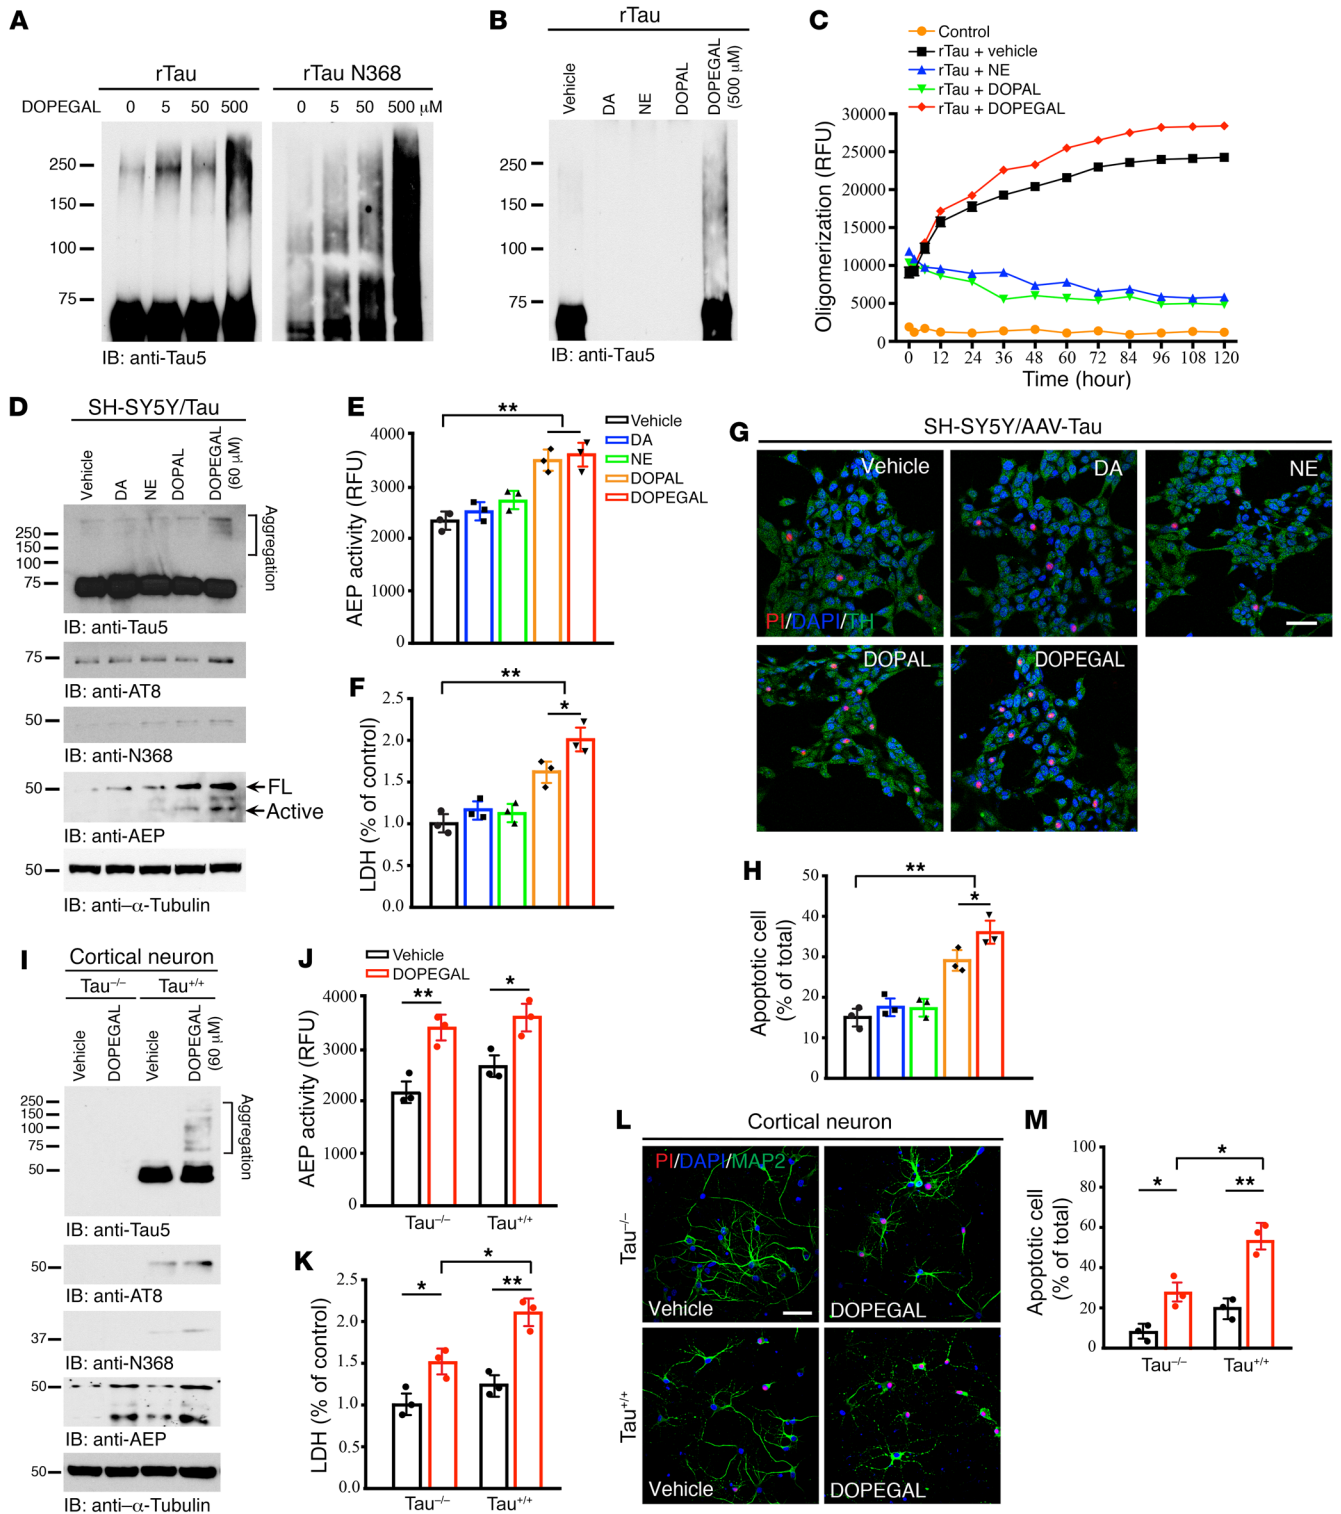 A
rTau
rTau N368
DOPEGAL 0 5 50 500 0 5 50 500 μM
250
150
100
75
IB: anti-Tau5
B
rTau
Vehicle
DA
NE
DOPAL
DOPEGAL
(500 μM)
250
150
100
75
IB: anti-Tau5
C
Control
rTau + vehicle
rTau + NE
rTau + DOPAL
rTau + DOPEGAL
Oligomerization (RFU)
30000
25000
20000
15000
10000
5000
0
0 12 24 36 48 60 72 84 96 108 120
Time (hour)
D
SH-SY5Y/Tau
Vehicle
DA
NE
DOPAL
DOPEGAL
(60 μM)
250
150
100
75
Aggregation
IB: anti-Tau5
75
IB: anti-AT8
50
IB: anti-N368
50
FL
Active
IB: anti-AEP
50
IB: anti–α-Tubulin
E
**
Vehicle
DA
NE
DOPAL
DOPEGAL
AEP activity (RFU)
4000
3000
2000
1000
0
F
**
*
LDH (% of control)
2.5
2.0
1.5
1.0
0.5
0.0
G
SH-SY5Y/AAV-Tau
Vehicle
DA
NE
PI/DAPI/TH
DOPAL
DOPEGAL
H
**
*
Apoptotic cell
(% of total)
50
40
30
20
10
0
I
Cortical neuron
Tau–/–
Tau+/+
Vehicle
DOPEGAL
Vehicle
DOPEGAL
(60 μM)
250
150
100
75
50
Aggregation
IB: anti-Tau5
50
IB: anti-AT8
37
IB: anti-N368
50
IB: anti-AEP
50
IB: anti–α-Tubulin
J
Vehicle
DOPEGAL
**
*
AEP activity (RFU)
4000
3000
2000
1000
0
Tau–/–
Tau+/+
K
*
*
**
LDH (% of control)
2.5
2.0
1.5
1.0
0.5
0.0
Tau–/–
Tau+/+
L
Cortical neuron
PI/DAPI/MAP2
Tau–/–
Vehicle
DOPEGAL
Tau+/+
Vehicle
DOPEGAL
M
*
*
**
Apoptotic cell
(% of total)
100
80
60
40
20
0
Tau–/–
Tau+/+